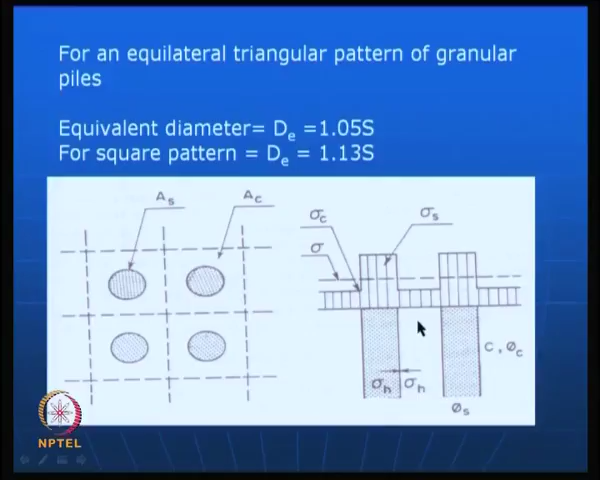 For an equilateral triangular pattern of granular
piles
Equivalent diameter= De =1.05S
For square pattern = De = 1.13S
As
Ac
σc
σs
σ
σh
σh
C , Øc
Øs
NPTEL